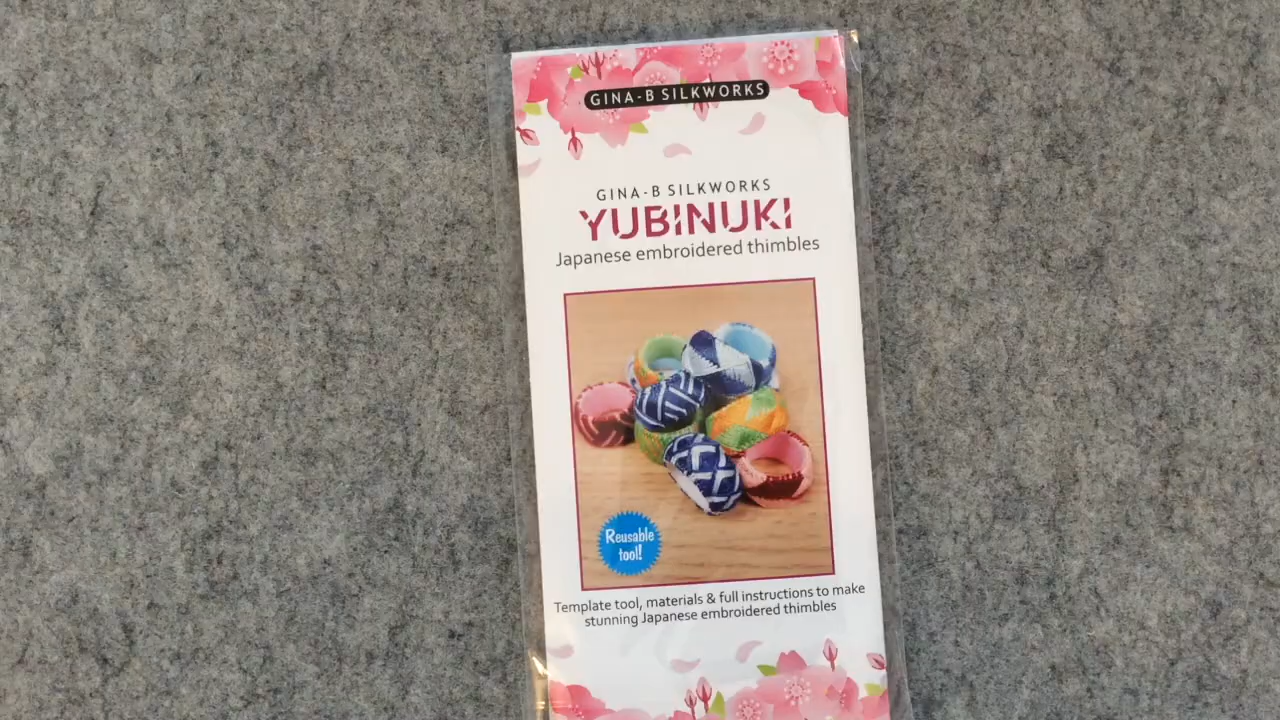 GINA-B SILKWORKS
GINA-B SILKWORKS
YUBINUKI
Japanese embroidered thimbles
Reusable
tool!
Template tool, materials & full instructions to make
stunning Japanese embroidered thimbles